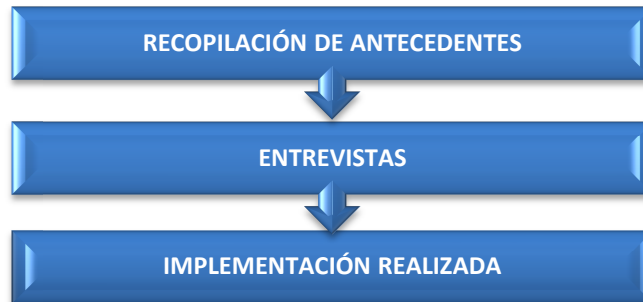 RECOPILACIÓN DE ANTECEDENTES
ENTREVISTAS
IMPLEMENTACIÓN REALIZADA